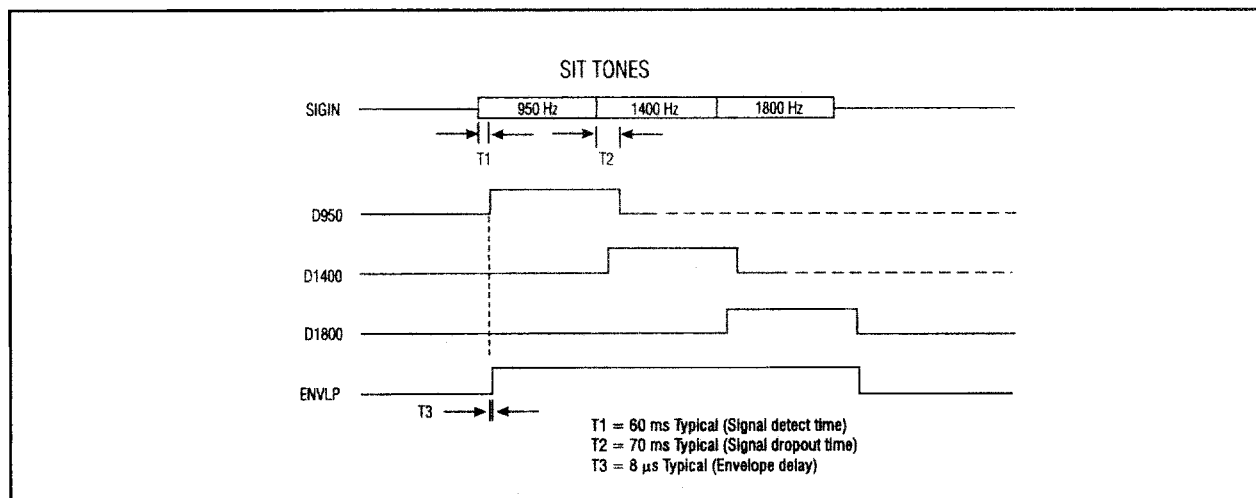 SIT TONES
SIGIN
950 Hz 1400 Hz 1800 Hz
T1 T2
D950
D1400
D1800
ENVLP
T3
T1 = 60 ms Typical (Signal detect time)
T2 = 70 ms Typical (Signal dropout time)
T3 = 8 µs Typical (Envelope delay)